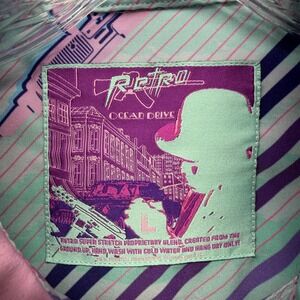 Retro
OCEAN DRIVE
L
RETRO SUPER STRETCH PROPRIETARY BLEND, CREATED FROM THE
GROUND UP. HAND WASH WITH COLD WATER AND HANG DRY ONLY!